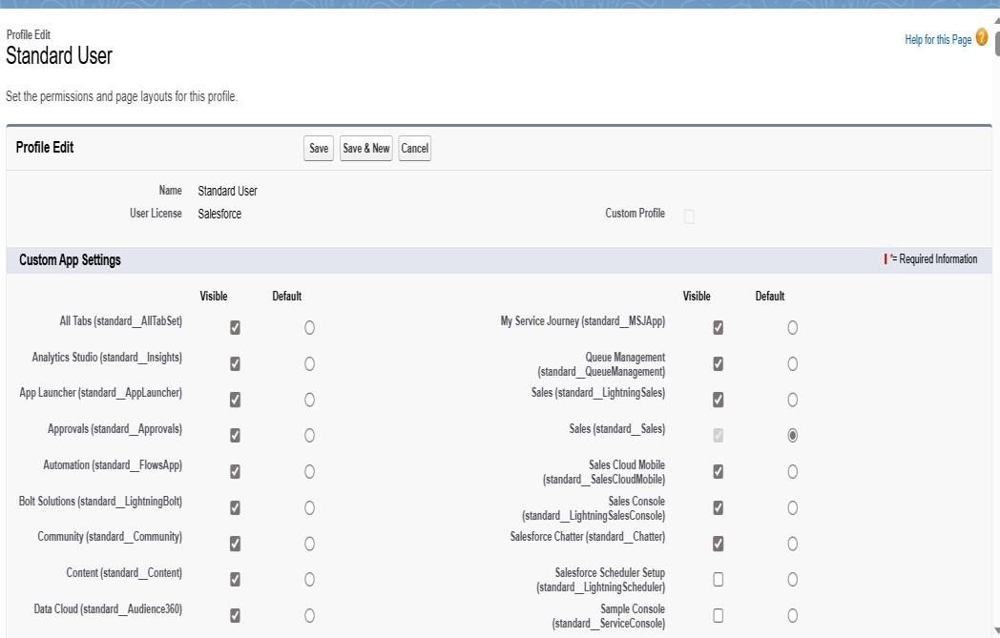 Profile Edit
Standard User
Help for this Page ?
Set the permissions and page layouts for this profile.
Profile Edit
Save Save & New Cancel
Name Standard User
User License Salesforce
Custom Profile
Custom App Settings
*= Required Information
Visible Default Visible Default
All Tabs (standard__AllTabSet)
My Service Journey (standard__MSJApp)
Analytics Studio (standard__Insights)
Queue Management
(standard__QueueManagement)
App Launcher (standard__AppLauncher)
Sales (standard__LightningSales)
Approvals (standard__Approvals)
Sales (standard__Sales)
Automation (standard__FlowsApp)
Sales Cloud Mobile
(standard__SalesCloudMobile)
Bolt Solutions (standard__LightningBolt)
Sales Console
(standard__LightningSalesConsole)
Community (standard__Community)
Salesforce Chatter (standard__Chatter)
Content (standard__Content)
Salesforce Scheduler Setup
(standard__LightningScheduler)
Data Cloud (standard__Audience360)
Sample Console
(standard__ServiceConsole)